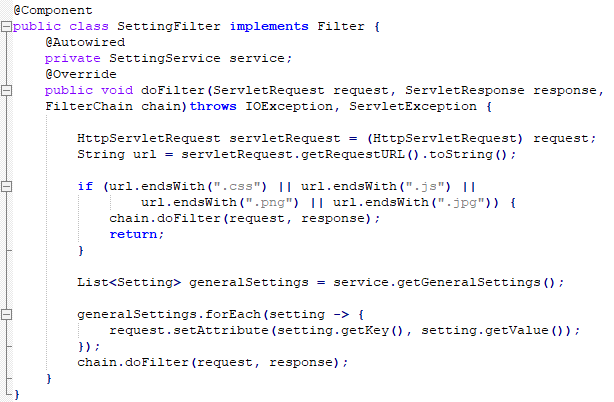 @Component
public class SettingFilter implements Filter {
    @Autowired
    private SettingService service;
    @Override
    public void doFilter(ServletRequest request, ServletResponse response,
    FilterChain chain)throws IOException, ServletException {

        HttpServletRequest servletRequest = (HttpServletRequest) request;
        String url = servletRequest.getRequestURL().toString();

        if (url.endsWith(".css") || url.endsWith(".js") ||
                url.endsWith(".png") || url.endsWith(".jpg")) {
            chain.doFilter(request, response);
            return;
        }

        List<Setting> generalSettings = service.getGeneralSettings();

        generalSettings.forEach(setting -> {
            request.setAttribute(setting.getKey(), setting.getValue());
        });
        chain.doFilter(request, response);
    }
}